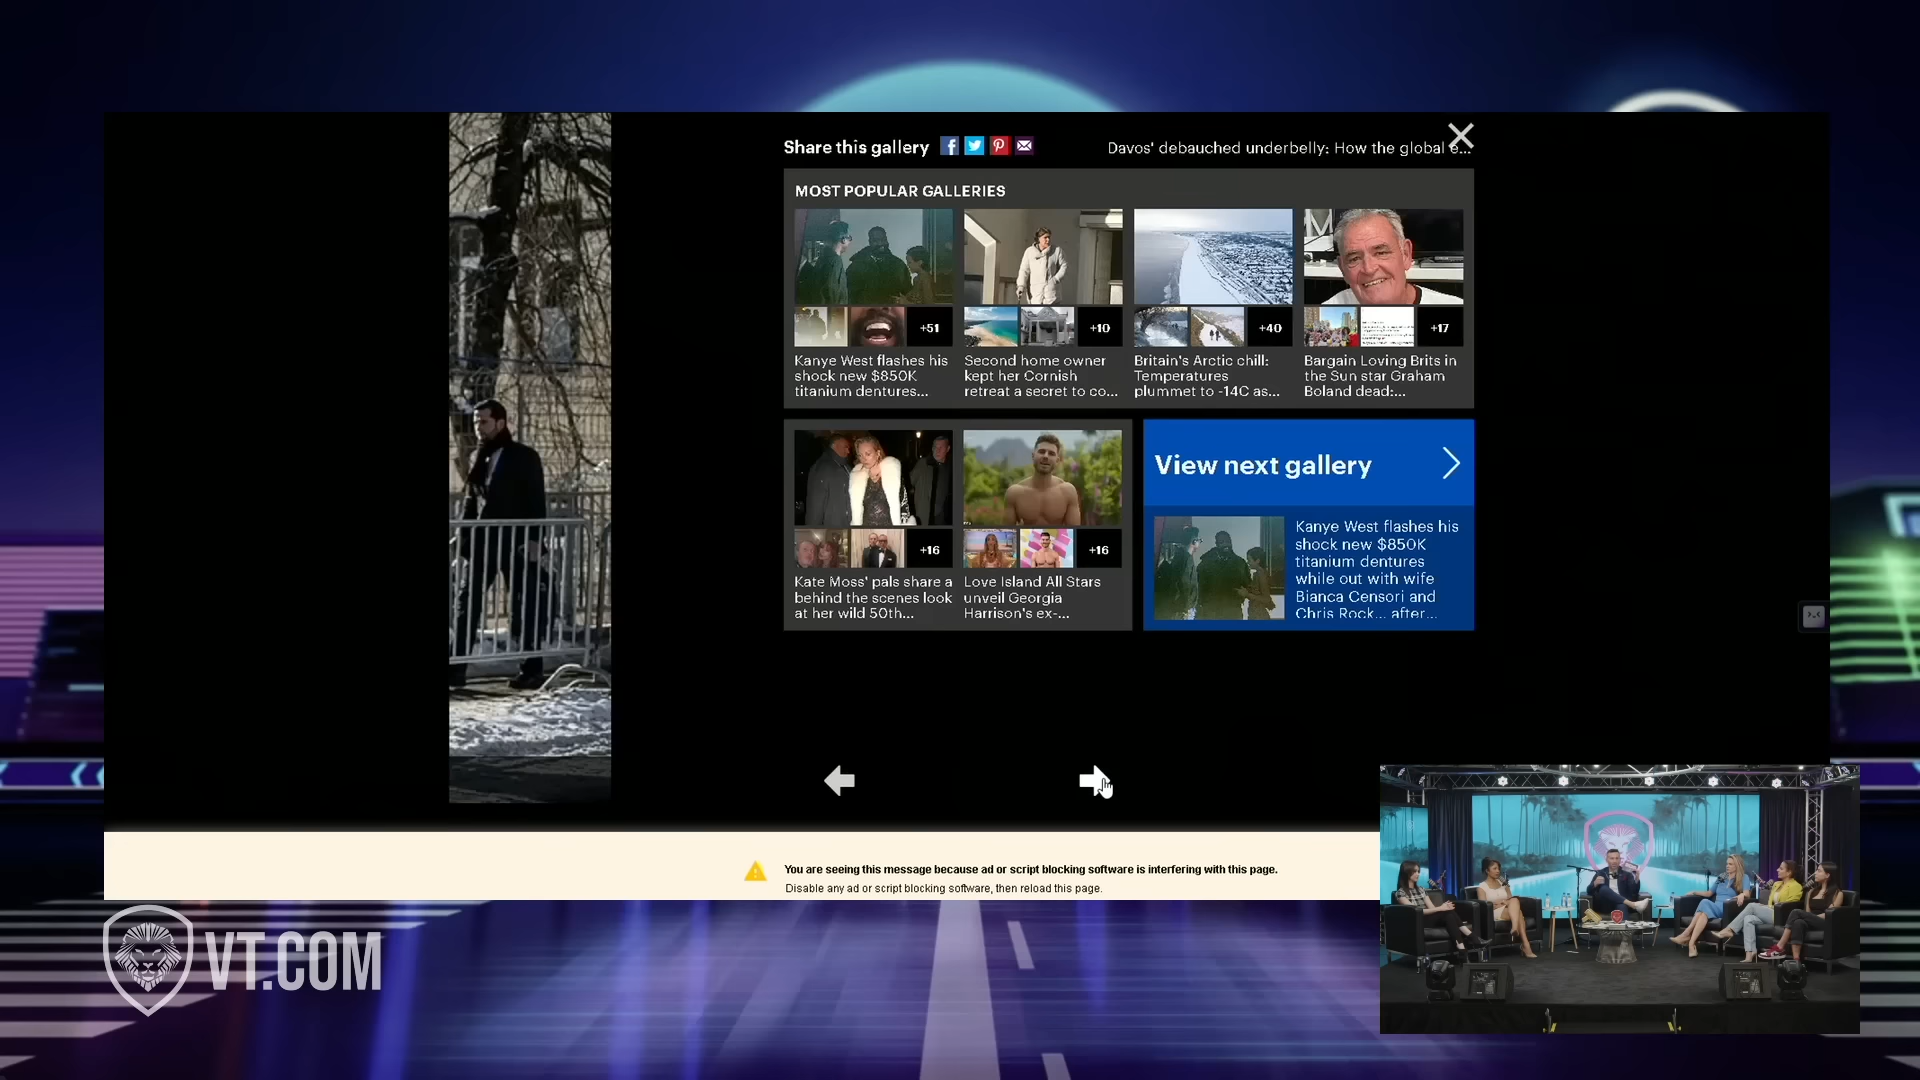 Share this gallery
Davos' debauched underbelly: How the global e...
MOST POPULAR GALLERIES
+51
+10
+40
+17
Kanye West flashes his
shock new $850K
titanium dentures...
Second home owner
kept her Cornish
retreat a secret to co...
Britain's Arctic chill:
Temperatures
plummet to -14C as...
Bargain Loving Brits in
the Sun star Graham
Boland dead:...
+16
+16
Kate Moss' pals share a
behind the scenes look
at her wild 50th...
Love Island All Stars
unveil Georgia
Harrison's ex-...
View next gallery
Kanye West flashes his
shock new $850K
titanium dentures
while out with wife
Bianca Censori and
Chris Rock... after...
You are seeing this message because ad or script blocking software is interfering with this page.
Disable any ad or script blocking software, then reload this page.
VT.COM